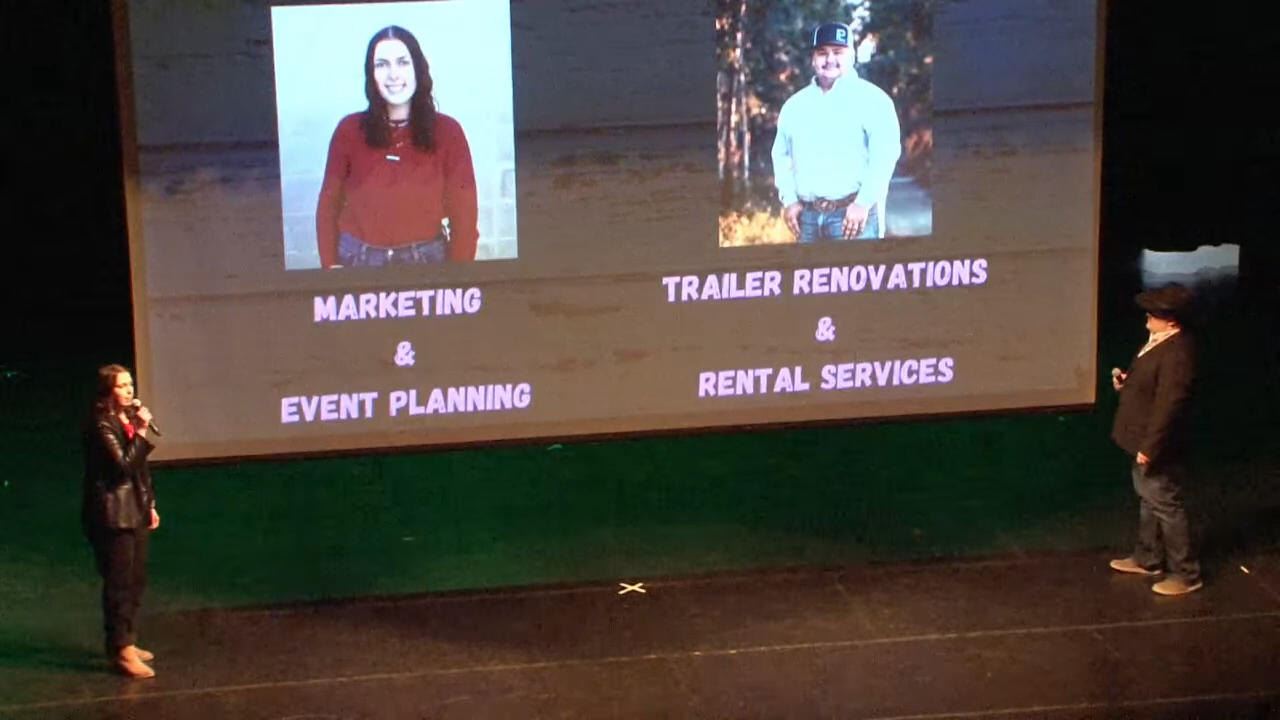 MARKETING
&
EVENT PLANNING
TRAILER RENOVATIONS
&
RENTAL SERVICES